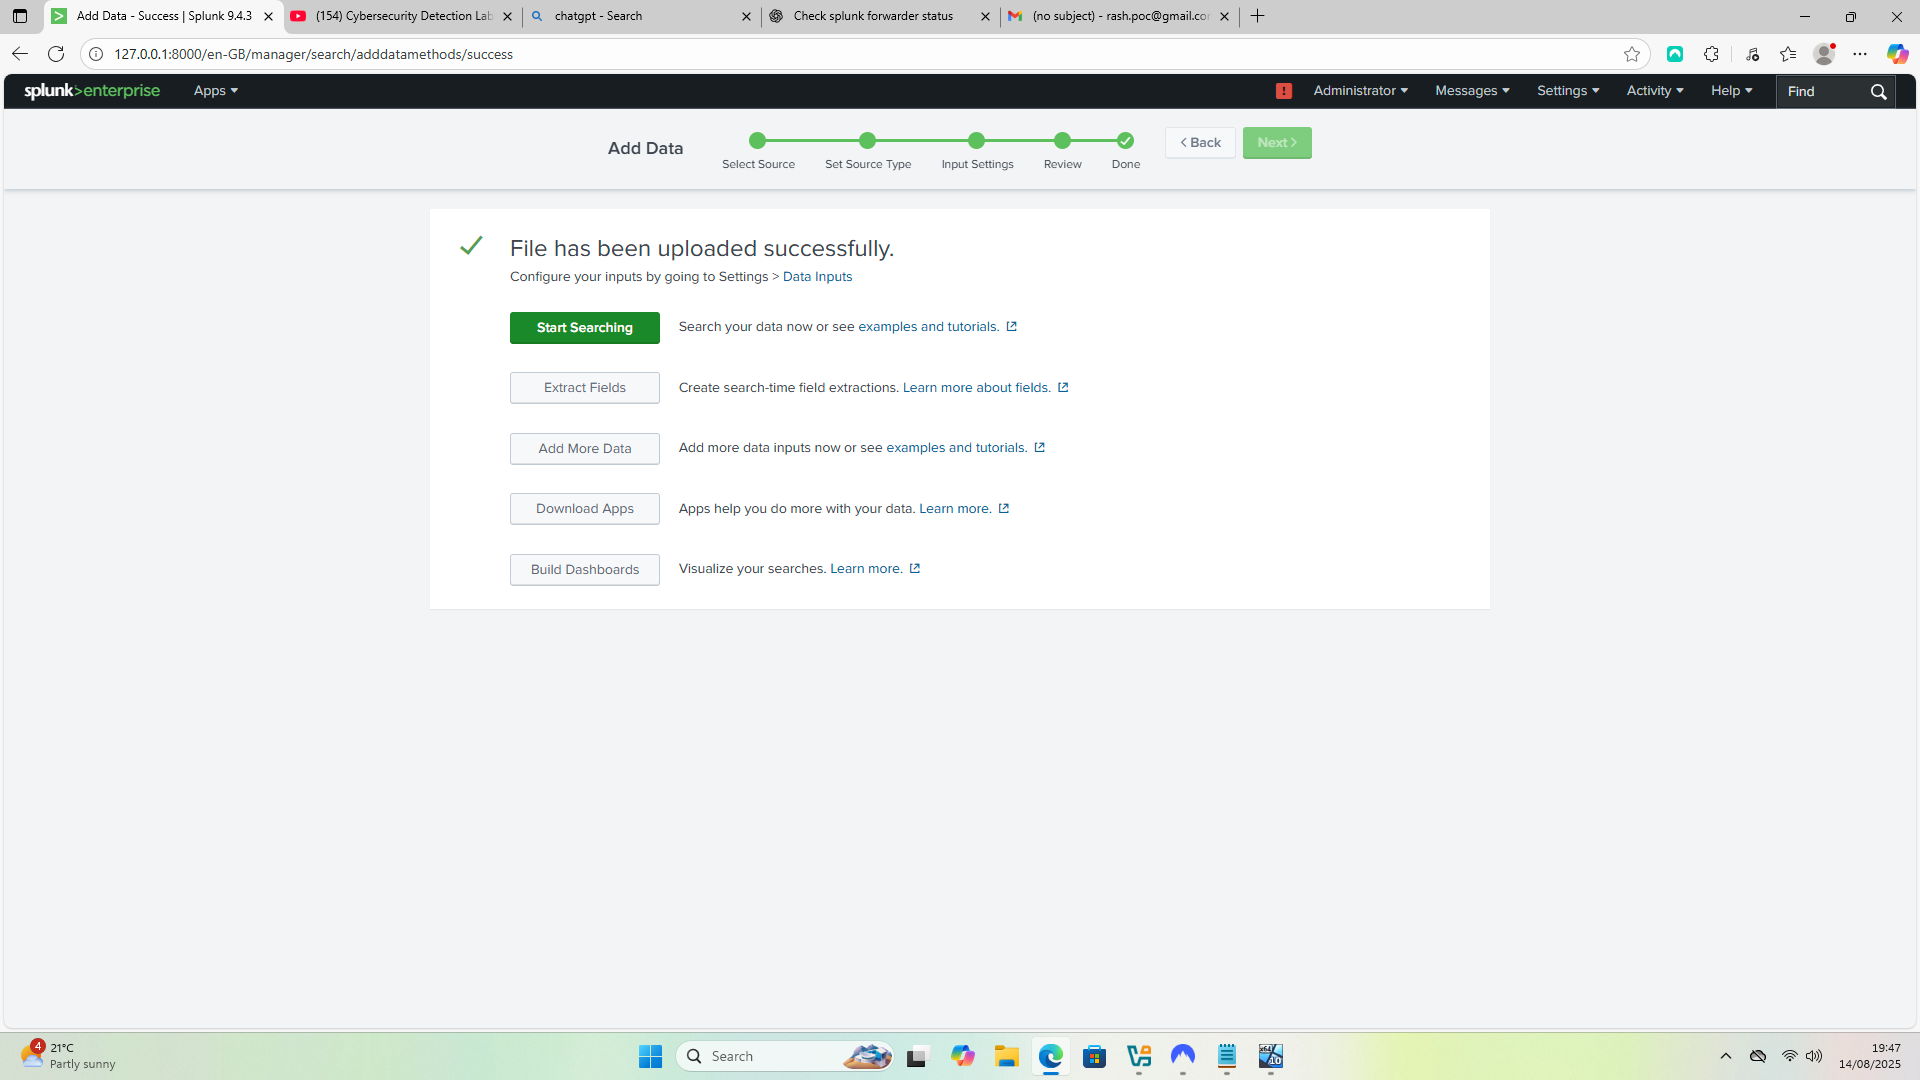 Add Data - Success | Splunk 9.4.3
(154) Cybersecurity Detection Lab
chatgpt - Search
Check splunk forwarder status
(no subject) - rash.poc@gmail.co
127.0.0.1:8000/en-GB/manager/search/adddatamethods/success
splunk>enterprise
Apps
!
Administrator
Messages
Settings
Activity
Help
Find
Add Data
Select Source
Set Source Type
Input Settings
Review
Done
< Back
Next >
File has been uploaded successfully.
Configure your inputs by going to Settings > Data Inputs
Start Searching
Search your data now or see examples and tutorials.
Extract Fields
Create search-time field extractions. Learn more about fields.
Add More Data
Add more data inputs now or see examples and tutorials.
Download Apps
Apps help you do more with your data. Learn more.
Build Dashboards
Visualize your searches. Learn more.
4
21°C
Partly sunny
Search
x64
10
19:47
14/08/2025